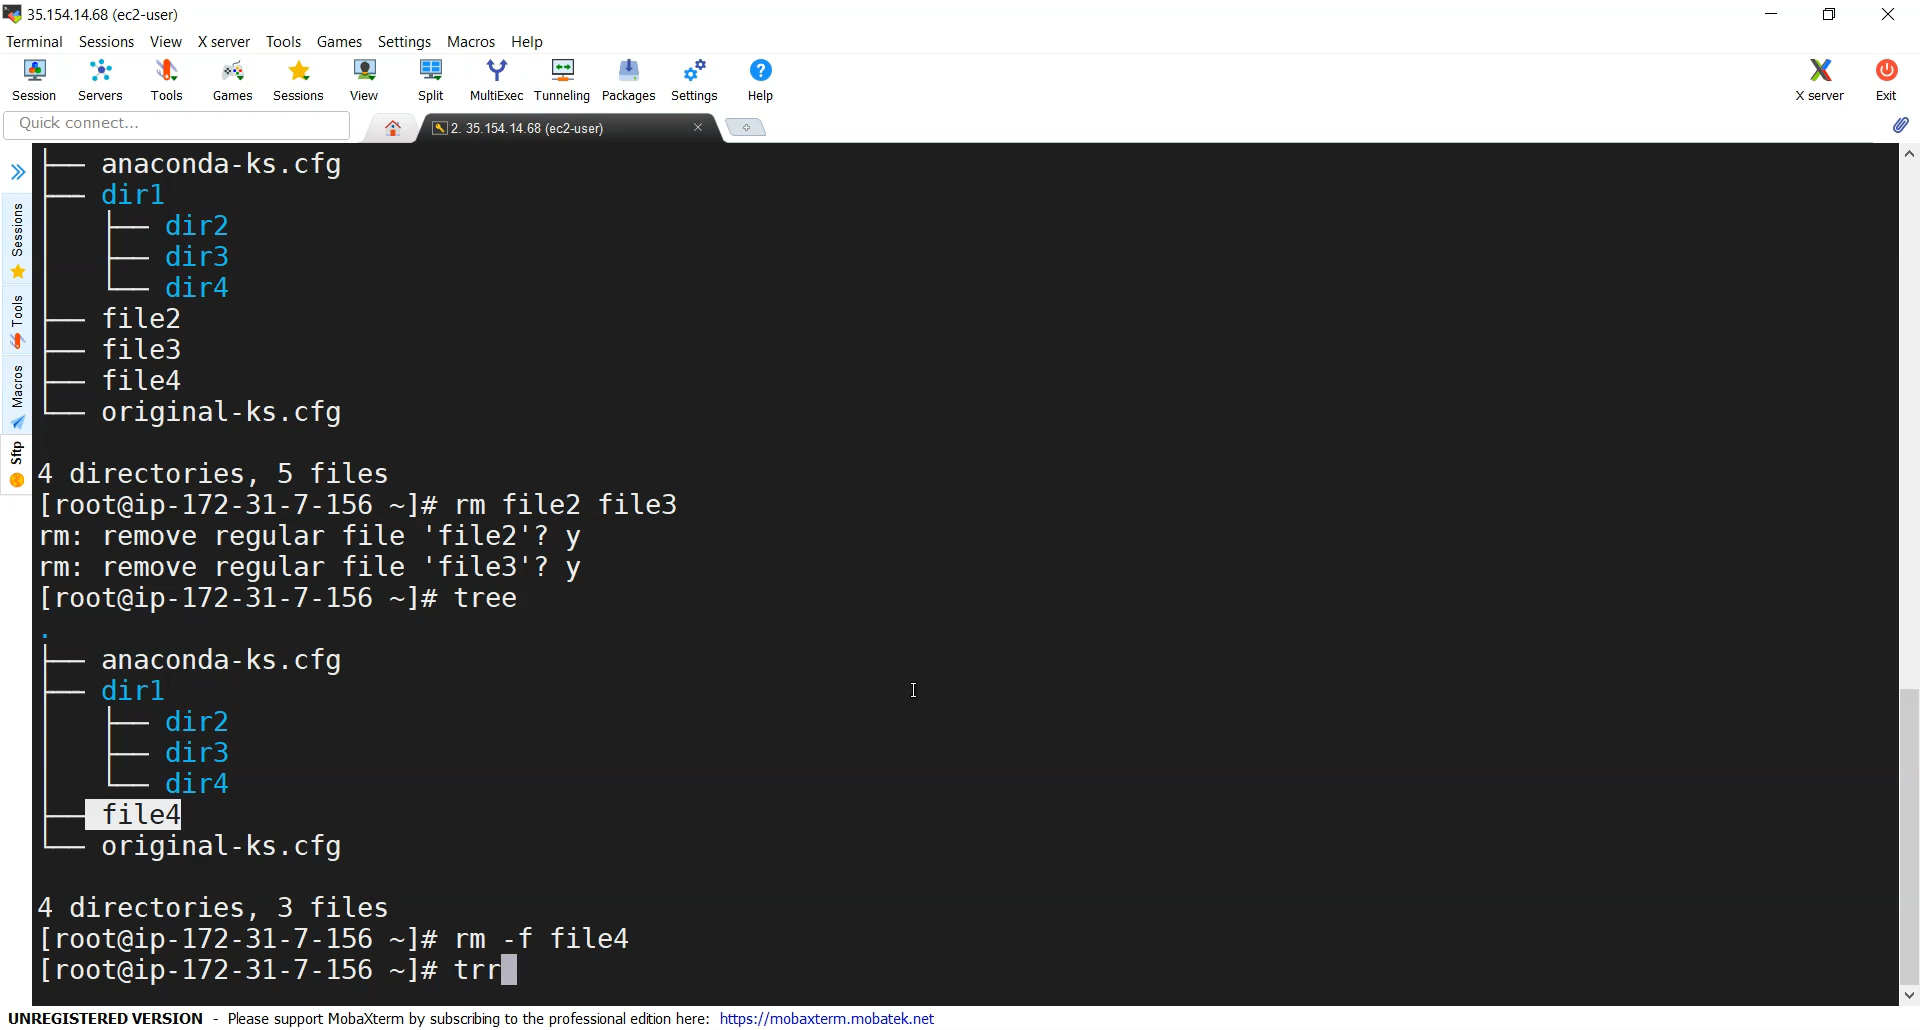 35.154.14.68 (ec2-user)
Terminal Sessions View X server Tools Games Settings Macros Help
Session Servers Tools Games Sessions View Split MultiExec Tunneling Packages Settings Help X server Exit
Quick connect...
2. 35.154.14.68 (ec2-user)
Sessions
Tools
Macros
Sftp
├── anaconda-ks.cfg
├── dir1
│   ├── dir2
│   ├── dir3
│   └── dir4
├── file2
├── file3
├── file4
└── original-ks.cfg
4 directories, 5 files
[root@ip-172-31-7-156 ~]# rm file2 file3
rm: remove regular file 'file2'? y
rm: remove regular file 'file3'? y
[root@ip-172-31-7-156 ~]# tree
.
├── anaconda-ks.cfg
├── dir1
│   ├── dir2
│   ├── dir3
│   └── dir4
├── file4
└── original-ks.cfg
4 directories, 3 files
[root@ip-172-31-7-156 ~]# rm -f file4
[root@ip-172-31-7-156 ~]# trr
UNREGISTERED VERSION - Please support MobaXterm by subscribing to the professional edition here: https://mobaxterm.mobatek.net